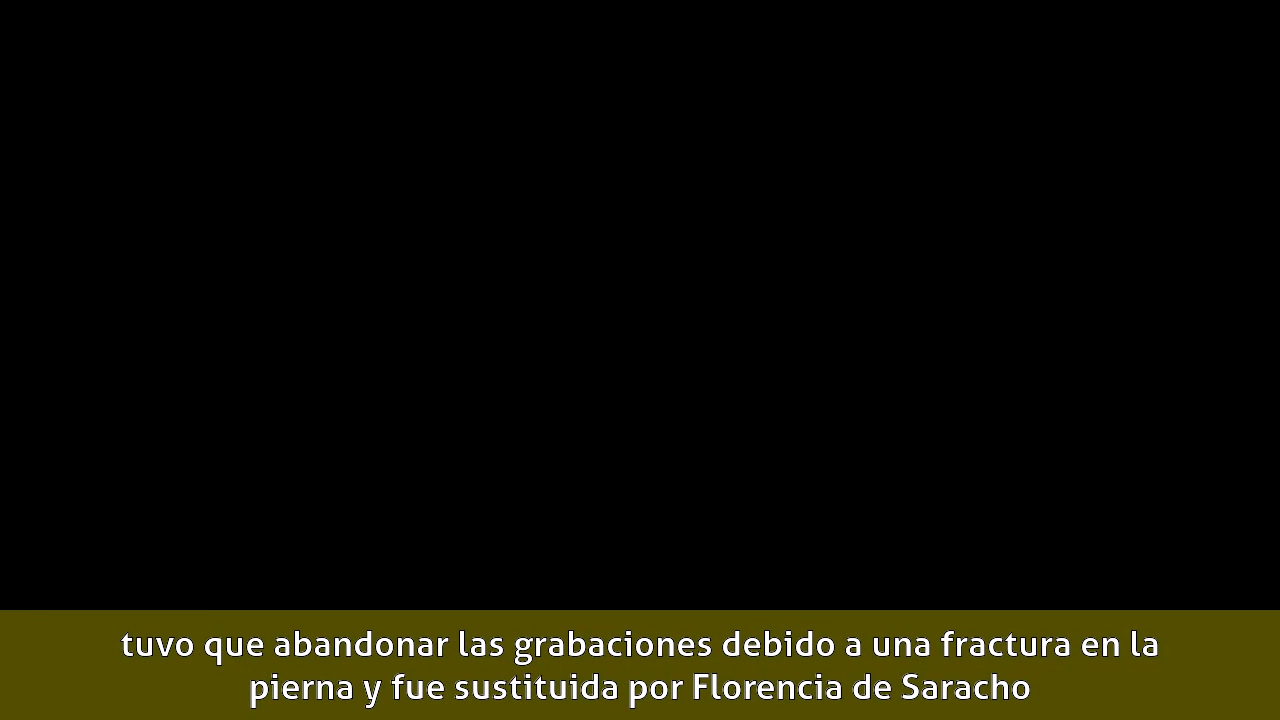 tuvo que abandonar las grabaciones debido a una fractura en la
pierna y fue sustituida por Florencia de Saracho